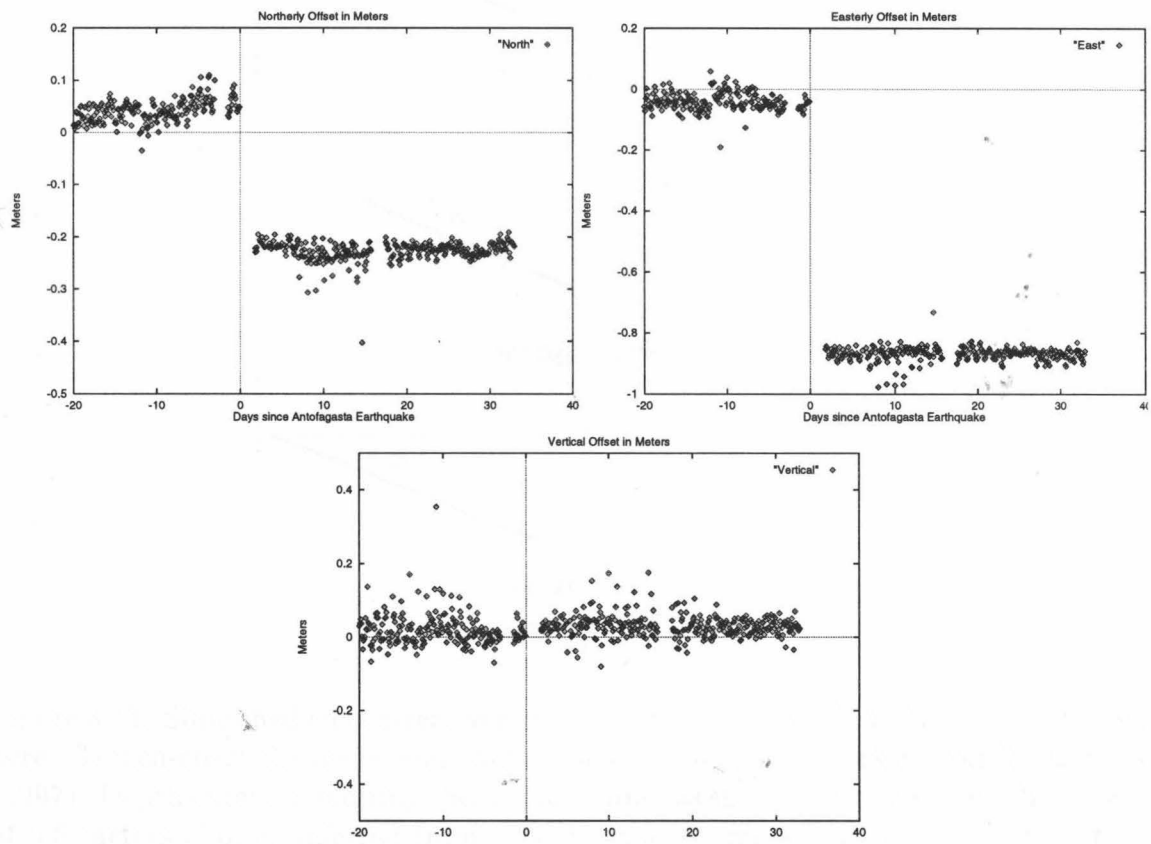 Northerly Offset in Meters
"North"
0.2
0.1
0
-0.1
-0.2
-0.3
-0.4
-0.5
Meters
-20 -10 0 10 20 30 40
Days since Antofagasta Earthquake
Easterly Offset in Meters
"East"
0.2
0
-0.2
-0.4
-0.6
-0.8
-1
Meters
-20 -10 0 10 20 30
Days since Antofagasta Earthquake
Vertical Offset in Meters
"Vertical"
0.4
0.2
0
-0.2
-0.4
Meters
-20 -10 0 10 20 30 40